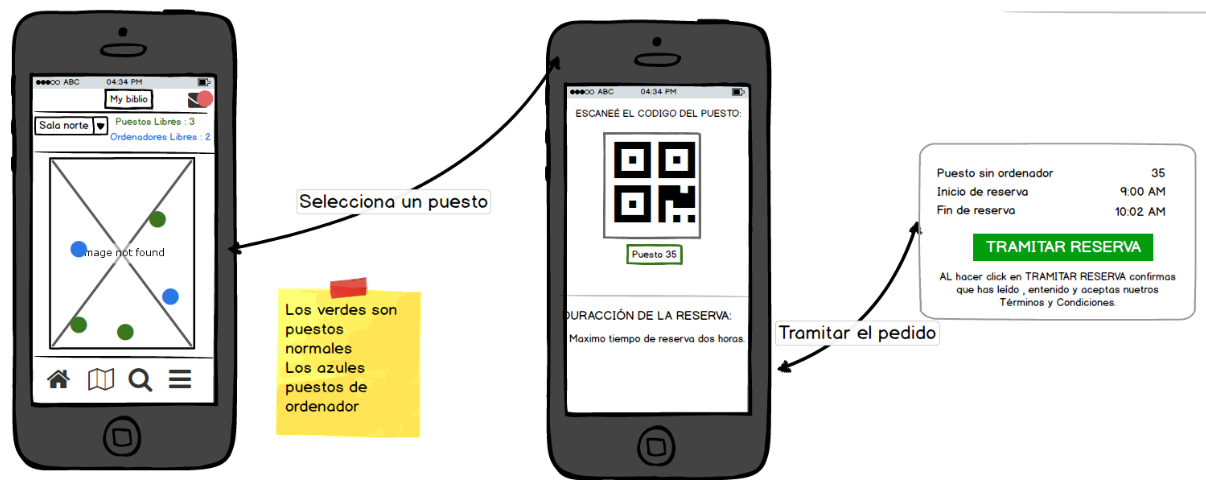 ABC 04:34 PM
My biblio
Sala norte
Puestos Libres : 3
Ordenadores Libres : 2
Image not found
Selecciona un puesto
Los verdes son
puestos
normales
Los azules
puestos de
ordenador
ABC 04:34 PM
ESCANEÉ EL CODIGO DEL PUESTO:
Puesto 35
DURACCIÓN DE LA RESERVA:
Maximo tiempo de reserva dos horas.
Tramitar el pedido
Puesto sin ordenador 35
Inicio de reserva 9:00 AM
Fin de reserva 10:02 AM
TRAMITAR RESERVA
AL hacer click en TRAMITAR RESERVA confirmas
que has leído , entenido y aceptas nuetros
Términos y Condiciones.